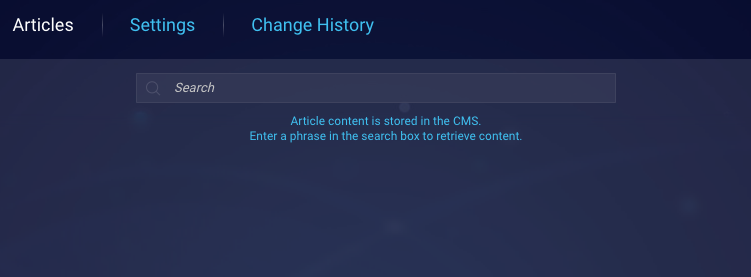 Articles Settings Change History
Search
Article content is stored in the CMS.
Enter a phrase in the search box to retrieve content.